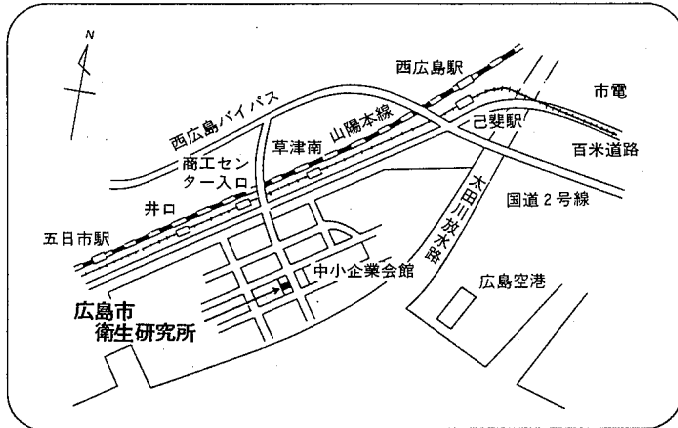 N
西広島駅
市電
西広島バイパス
山陽本線
己斐駅
草津南
百米道路
商工セン
ター入口
井口
国道2号線
太田川放水路
五日市駅
中小企業会館
広島空港
広島市
衛生研究所